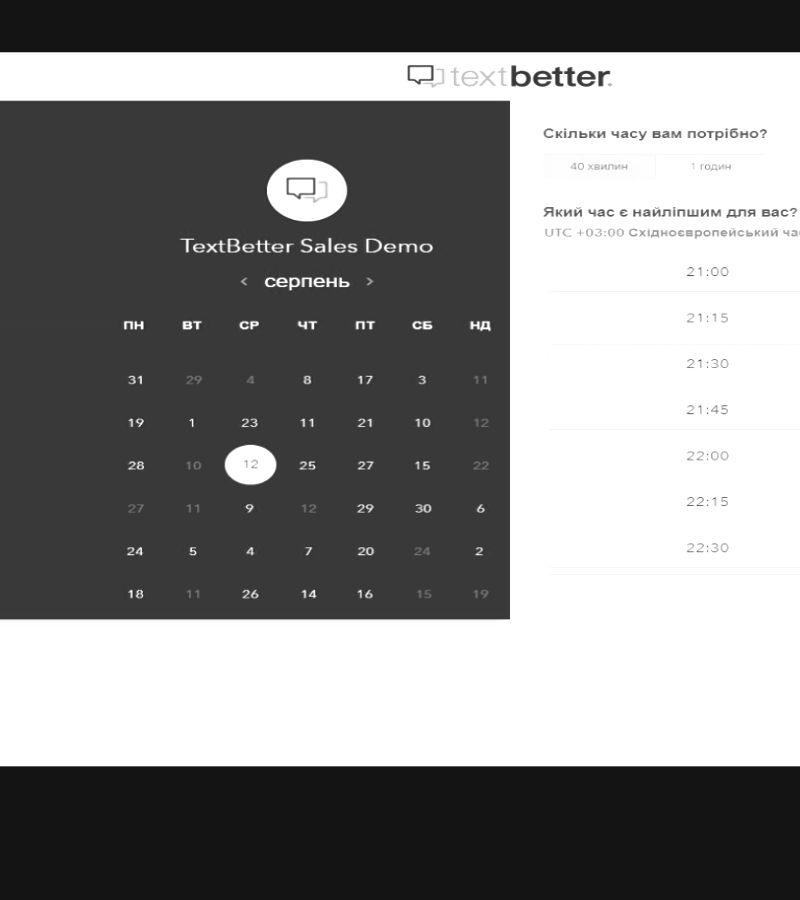 textbetter.
TextBetter Sales Demo
‹ серпень ›
ПН ВТ СР ЧТ ПТ СБ НД
31 29 4 8 17 3 11
19 1 23 11 21 10 12
28 10 12 25 27 15 22
27 11 9 12 29 30 6
24 5 4 7 20 24 2
18 11 26 14 16 15 19
Скільки часу вам потрібно?
40 хвилин 1 годин
Який час є найліпшим для вас?
UTC +03:00 Східноєвропейський ча
21:00
21:15
21:30
21:45
22:00
22:15
22:30